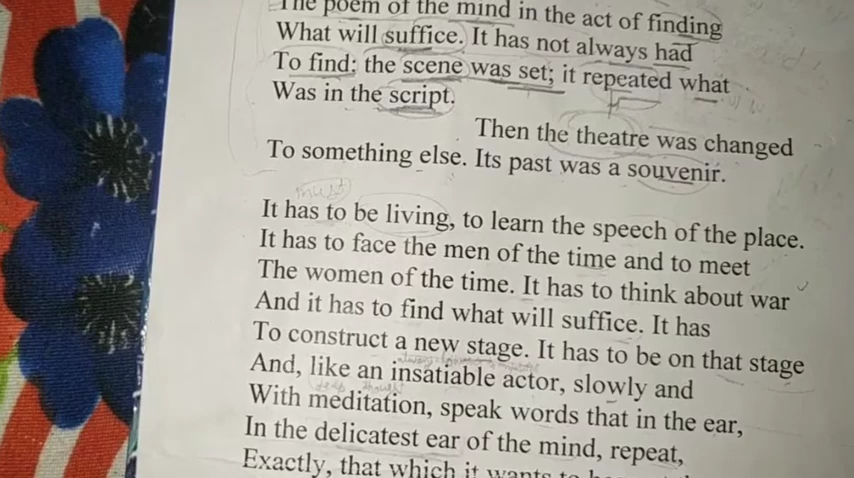 The poem of the mind in the act of finding
What will suffice. It has not always had
To find: the scene was set; it repeated what
Was in the script.
Then the theatre was changed
To something else. Its past was a souvenir.
must
It has to be living, to learn the speech of the place.
It has to face the men of the time and to meet
The women of the time. It has to think about war
And it has to find what will suffice. It has
To construct a new stage. It has to be on that stage
And, like an insatiable actor, slowly and
With meditation, speak words that in the ear,
In the delicatest ear of the mind, repeat,
Exactly, that which it wants to